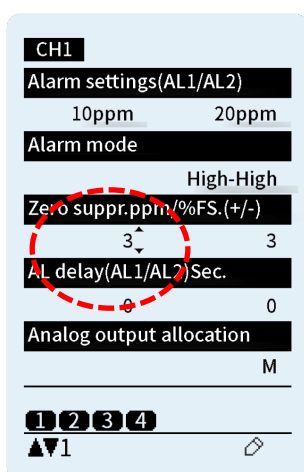 CH1
Alarm settings(AL1/AL2)
10ppm 20ppm
Alarm mode
High-High
Zero suppr.ppm/%FS.(+/-)
3 3
AL delay(AL1/AL2)Sec.
0 0
Analog output allocation
M
1 2 3 4
▲▼1